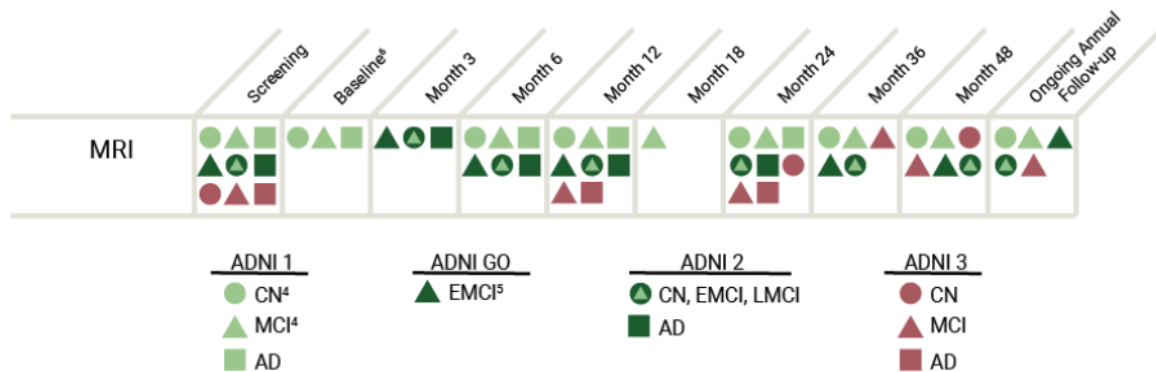 Screening
Baseline⁶
Month 3
Month 6
Month 12
Month 18
Month 24
Month 36
Month 48
Ongoing Annual
Follow-up
MRI
ADNI 1
CN⁴
MCI⁴
AD
ADNI GO
EMCI⁵
ADNI 2
CN, EMCI, LMCI
AD
ADNI 3
CN
MCI
AD